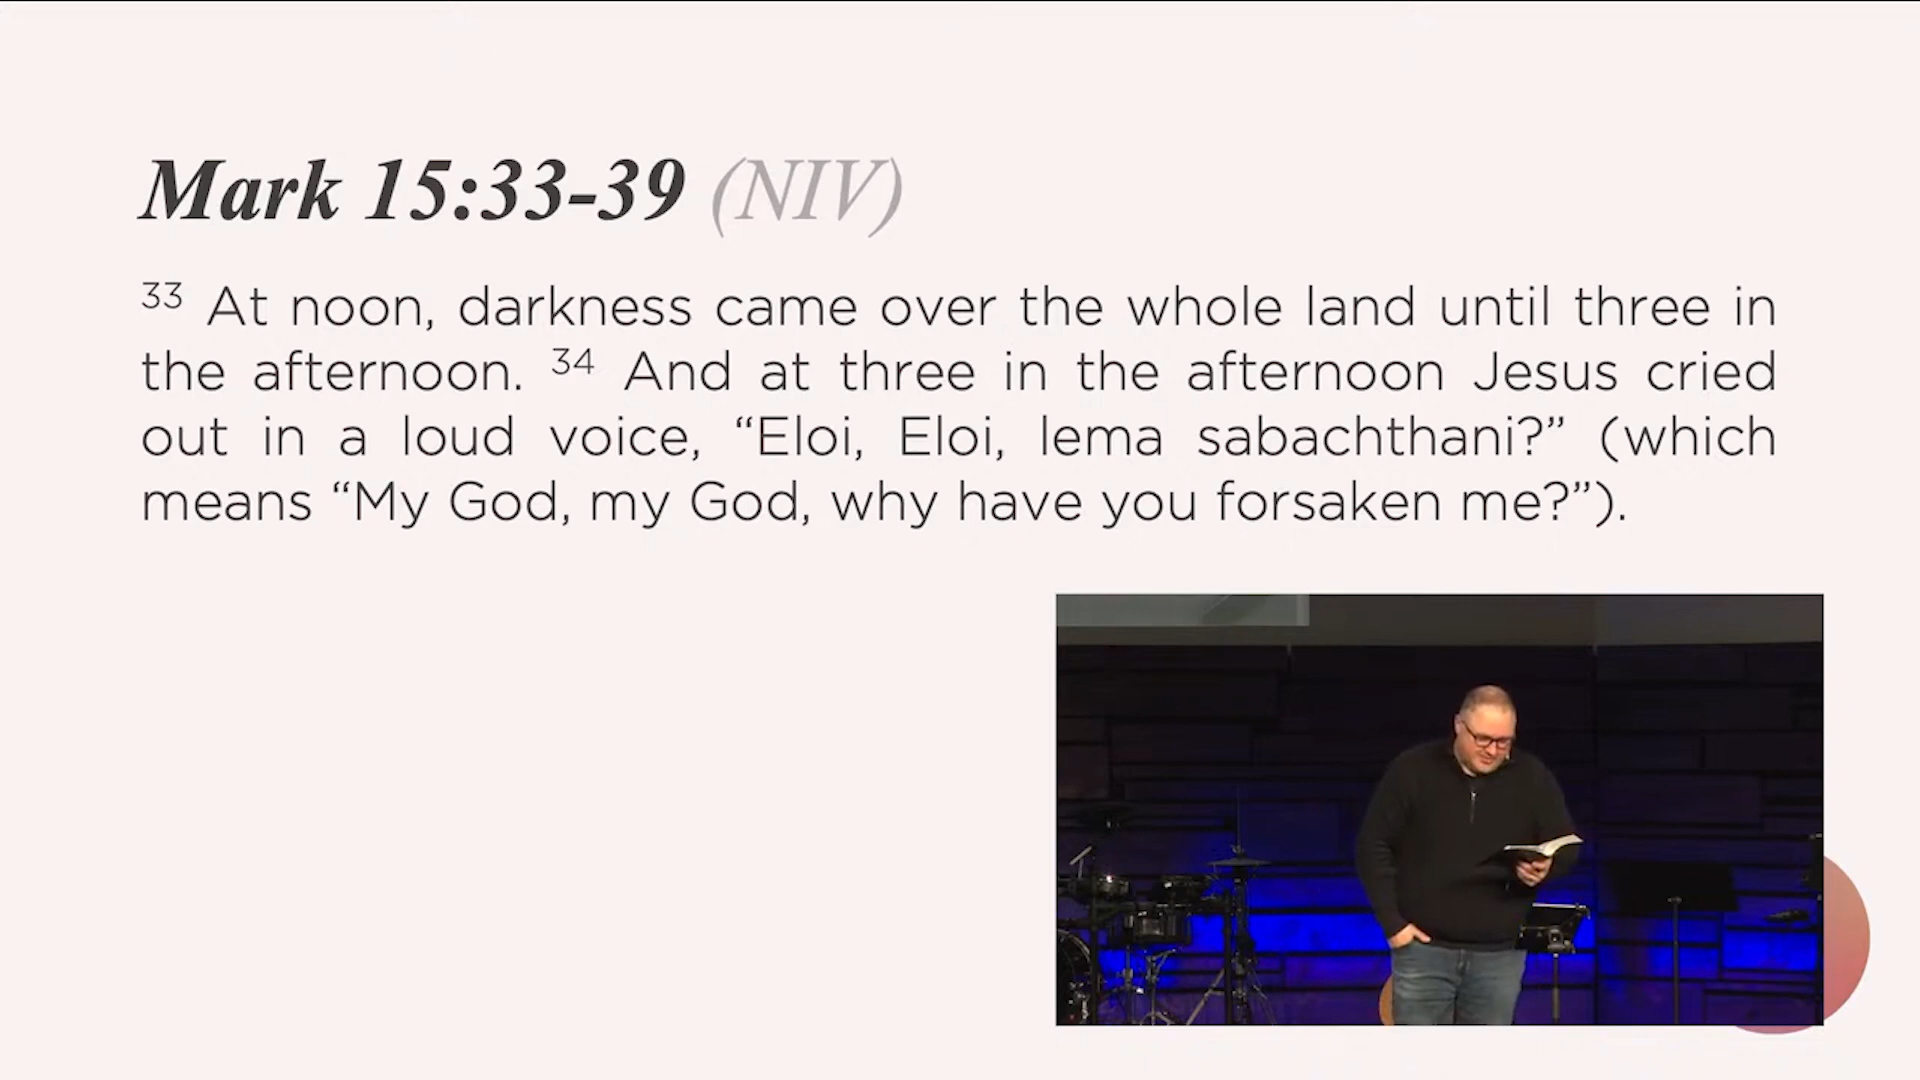 Mark 15:33-39 (NIV)
33 At noon, darkness came over the whole land until three in
the afternoon. 34 And at three in the afternoon Jesus cried
out in a loud voice, “Eloi, Eloi, lema sabachthani?” (which
means “My God, my God, why have you forsaken me?”).